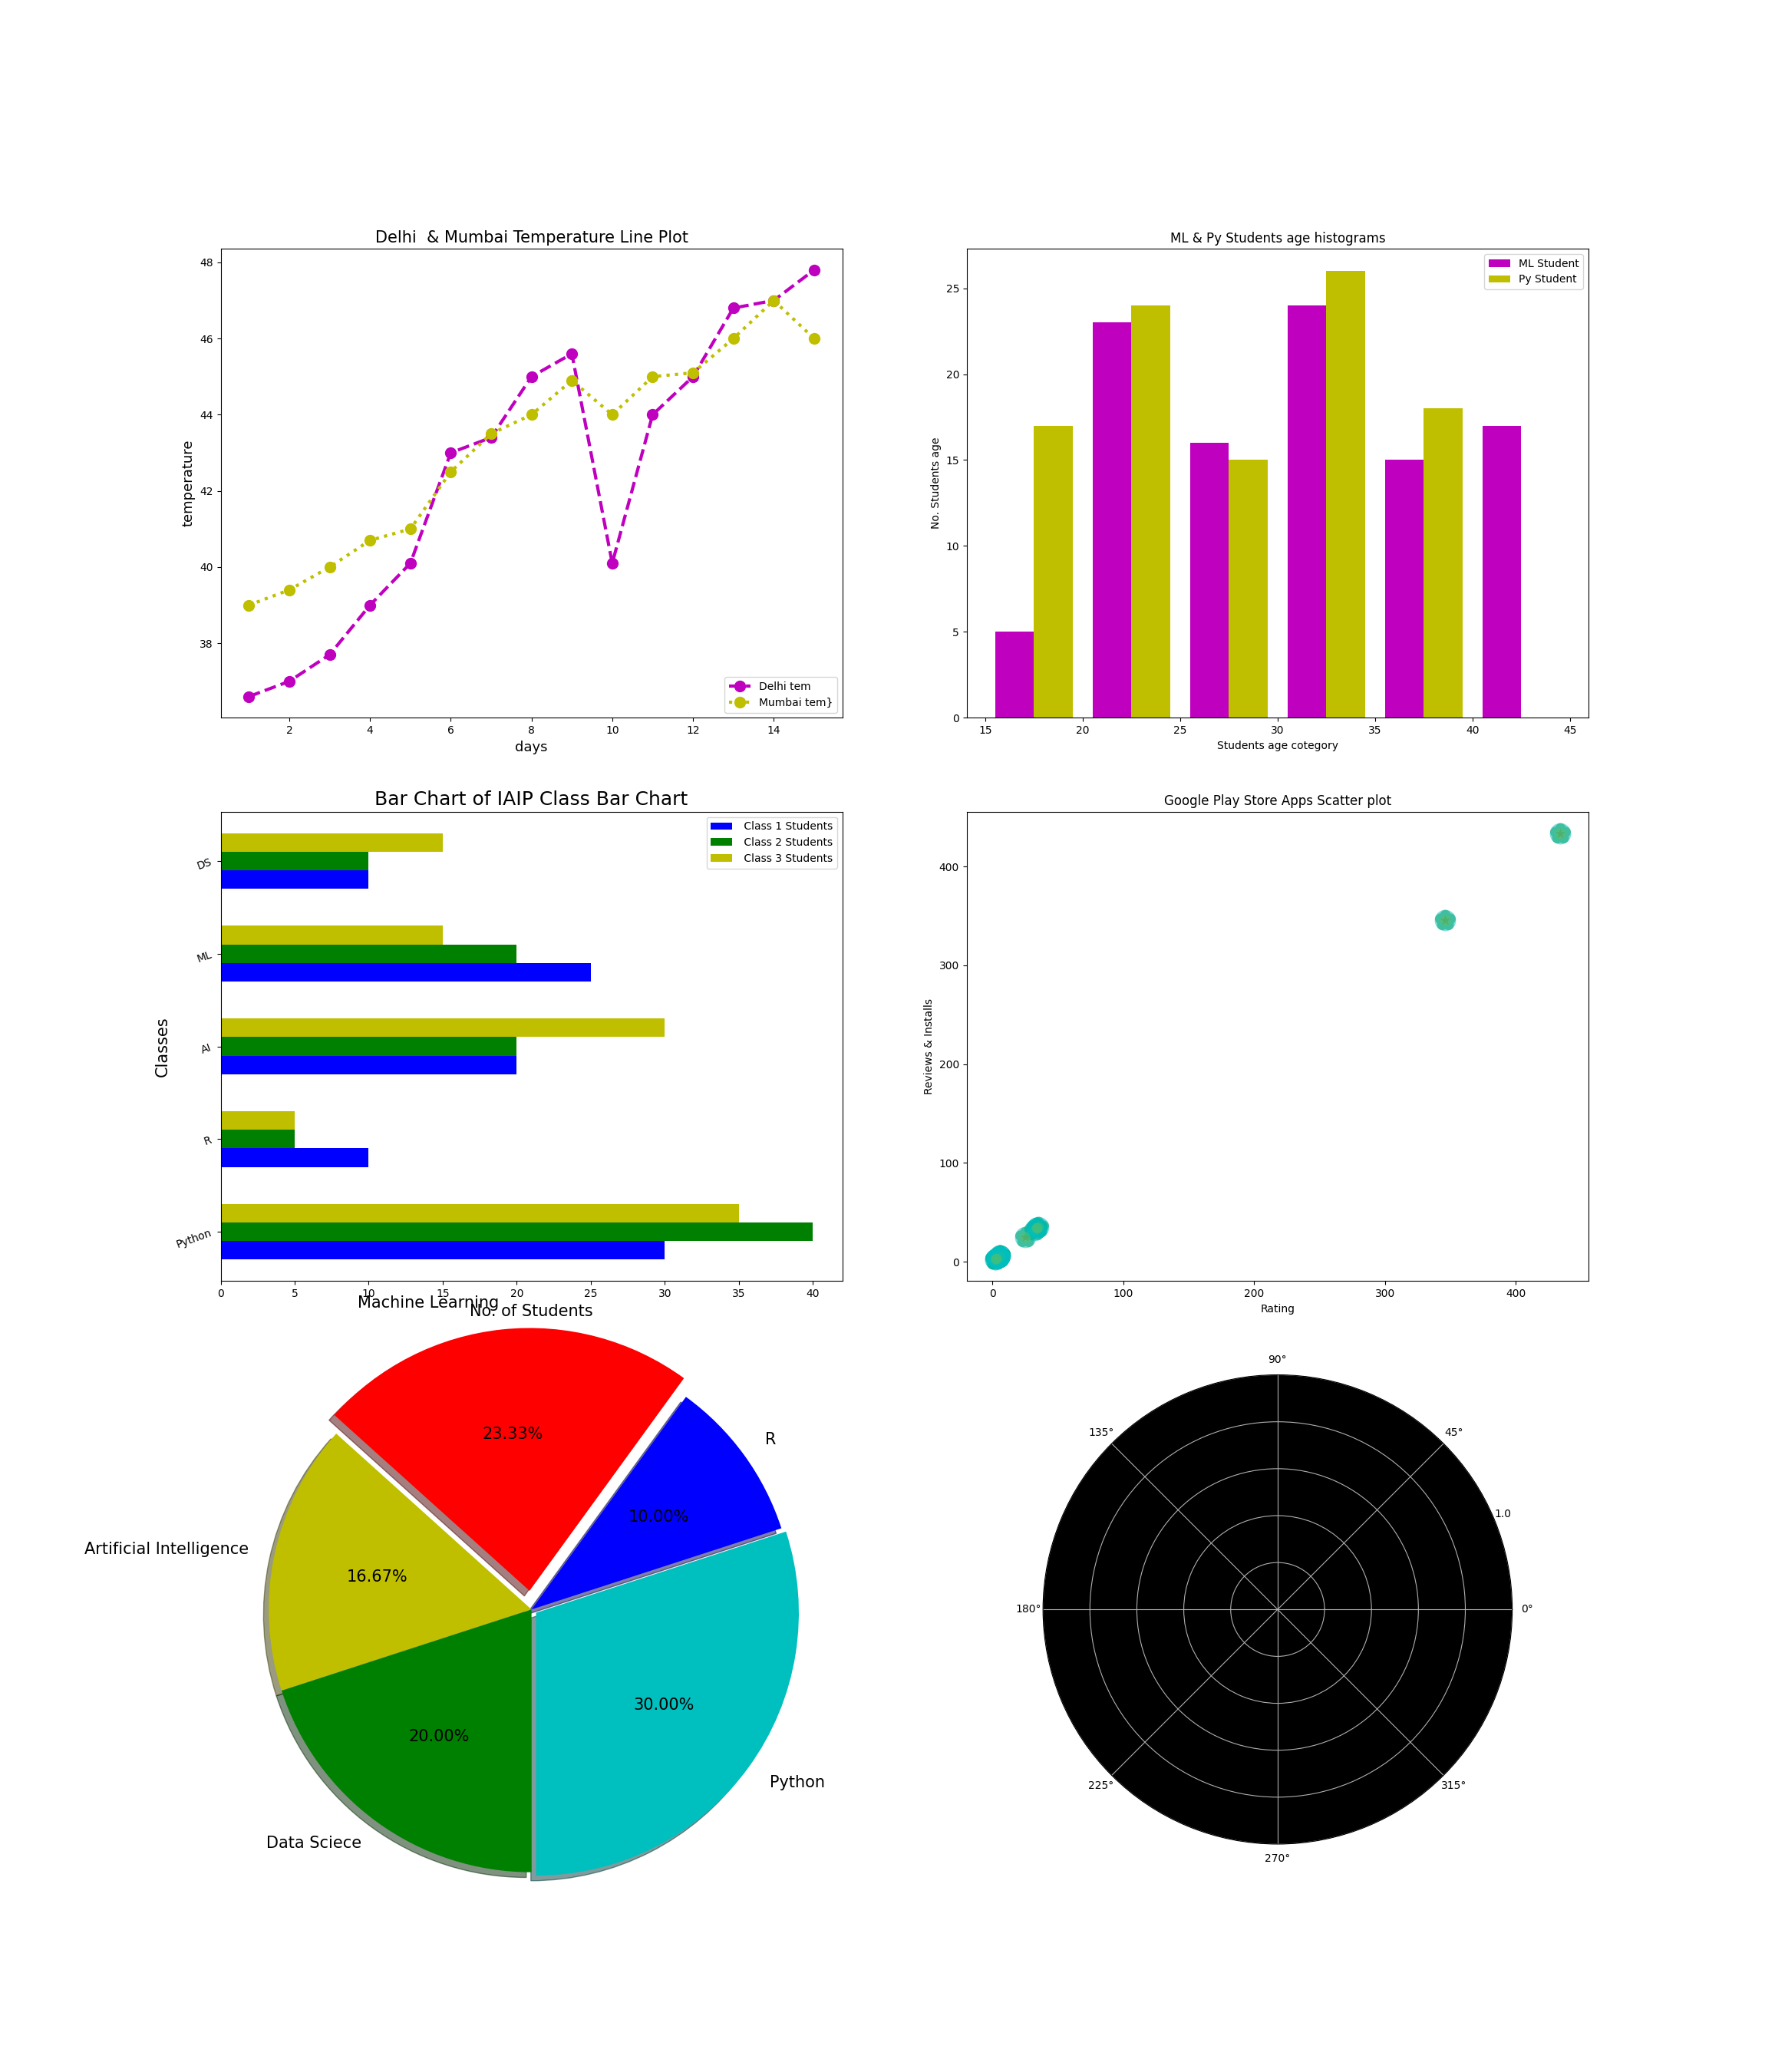 Delhi  & Mumbai Temperature Line Plot
48
46
44
42
40
38
temperature
2 4 6 8 10 12 14
days
Delhi tem
Mumbai tem}
ML & Py Students age histograms
ML Student
Py Student
25
20
15
10
5
0
No. Students age
15 20 25 30 35 40 45
Students age cotegory
Bar Chart of IAIP Class Bar Chart
Class 1 Students
Class 2 Students
Class 3 Students
DS
ML
AI
R
Python
Classes
0 5 10 15 20 25 30 35 40
No. of Students
Google Play Store Apps Scatter plot
400
300
200
100
0
Reviews & Installs
0 100 200 300 400
Rating
Machine Learning
23.33%
R
10.00%
Artificial Intelligence
16.67%
30.00%
20.00%
Python
Data Sciece
90°
135°
45°
1.0
180°
0°
225°
315°
270°